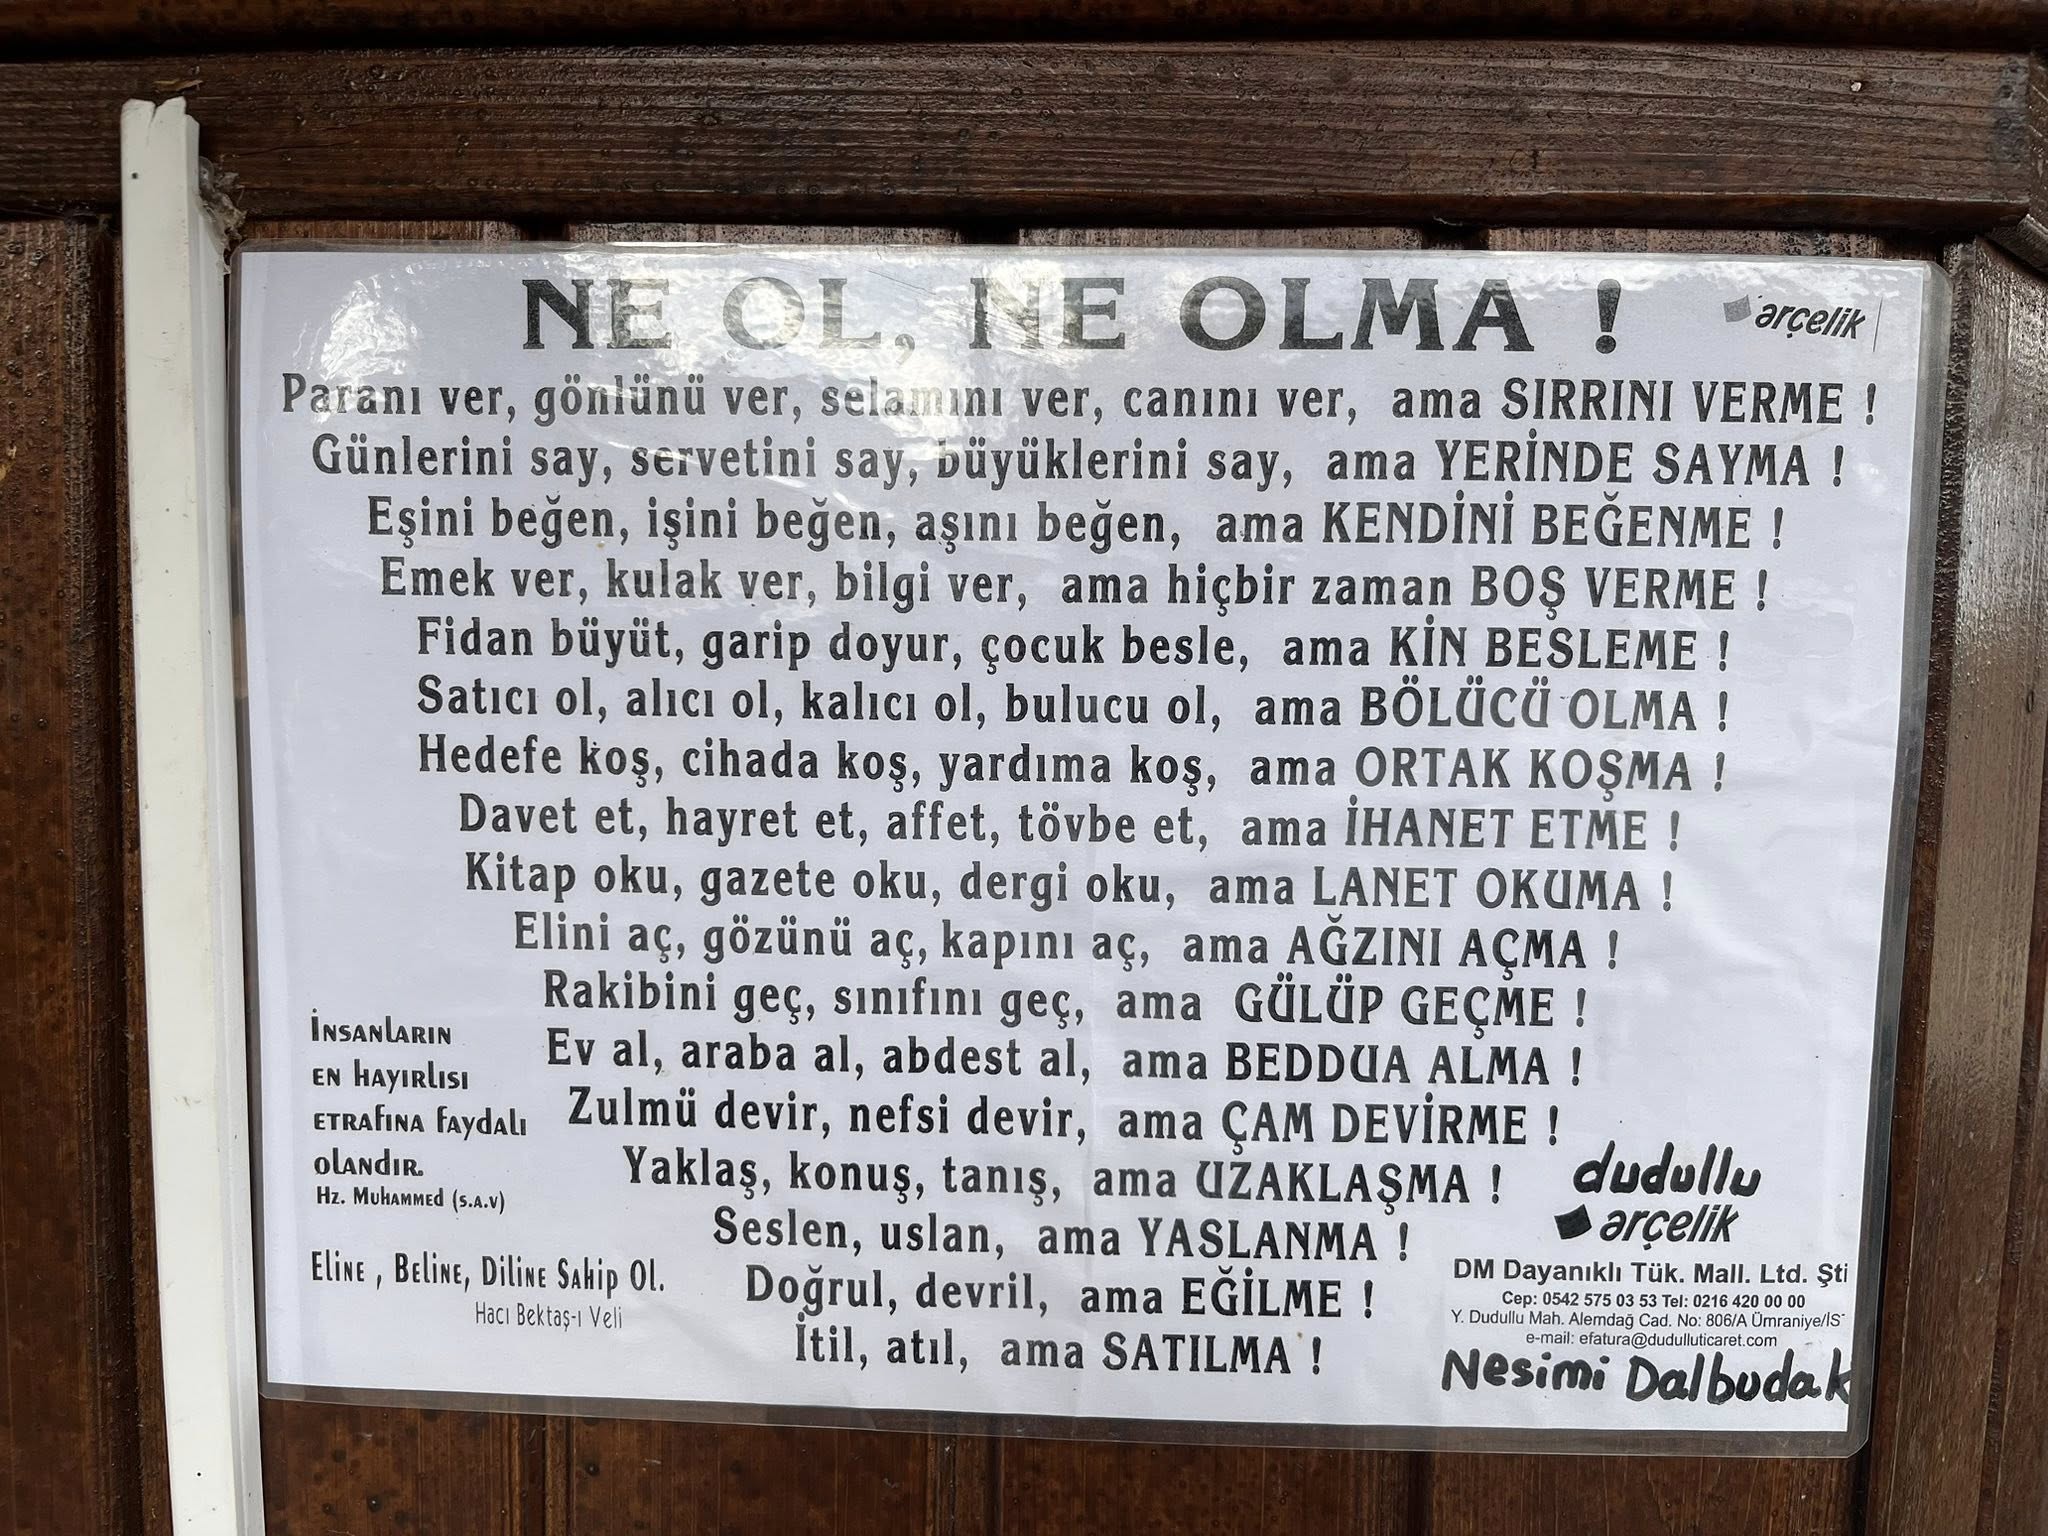 NE OL, NE OLMA !
arçelik
Paranı ver, gönlünü ver, selamını ver, canını ver, ama SIRRINI VERME !
Günlerini say, servetini say, büyüklerini say, ama YERİNDE SAYMA !
Eşini beğen, işini beğen, aşını beğen, ama KENDİNİ BEĞENME !
Emek ver, kulak ver, bilgi ver, ama hiçbir zaman BOŞ VERME !
Fidan büyüt, garip doyur, çocuk besle, ama KİN BESLEME !
Satıcı ol, alıcı ol, kalıcı ol, bulucu ol, ama BÖLÜCÜ OLMA !
Hedefe koş, cihada koş, yardıma koş, ama ORTAK KOŞMA !
Davet et, hayret et, affet, tövbe et, ama İHANET ETME !
Kitap oku, gazete oku, dergi oku, ama LANET OKUMA !
Elini aç, gözünü aç, kapını aç, ama AĞZINI AÇMA !
Rakibini geç, sınıfını geç, ama GÜLÜP GEÇME !
Ev al, araba al, abdest al, ama BEDDUA ALMA !
Zulmü devir, nefsi devir, ama ÇAM DEVİRME !
Yaklaş, konuş, tanış, ama UZAKLAŞMA !
Seslen, uslan, ama YASLANMA !
Doğrul, devril, ama EĞİLME !
İtil, atıl, ama SATILMA !
İNSANLARIN
EN HAYIRLISI
ETRAFINA FAYDALI
OLANDIR.
Hz. Muhammed (s.a.v)
Eline, Beline, Diline Sahip Ol.
Hacı Bektaş-ı Veli
dudullu
arçelik
DM Dayanıklı Tük. Mall. Ltd. Şti
Cep: 0542 575 03 53 Tel: 0216 420 00 00
Y. Dudullu Mah. Alemdağ Cad. No: 806/A Ümraniye/İS
e-mail: efatura@dudulluticaret.com
Nesimi Dalbudak